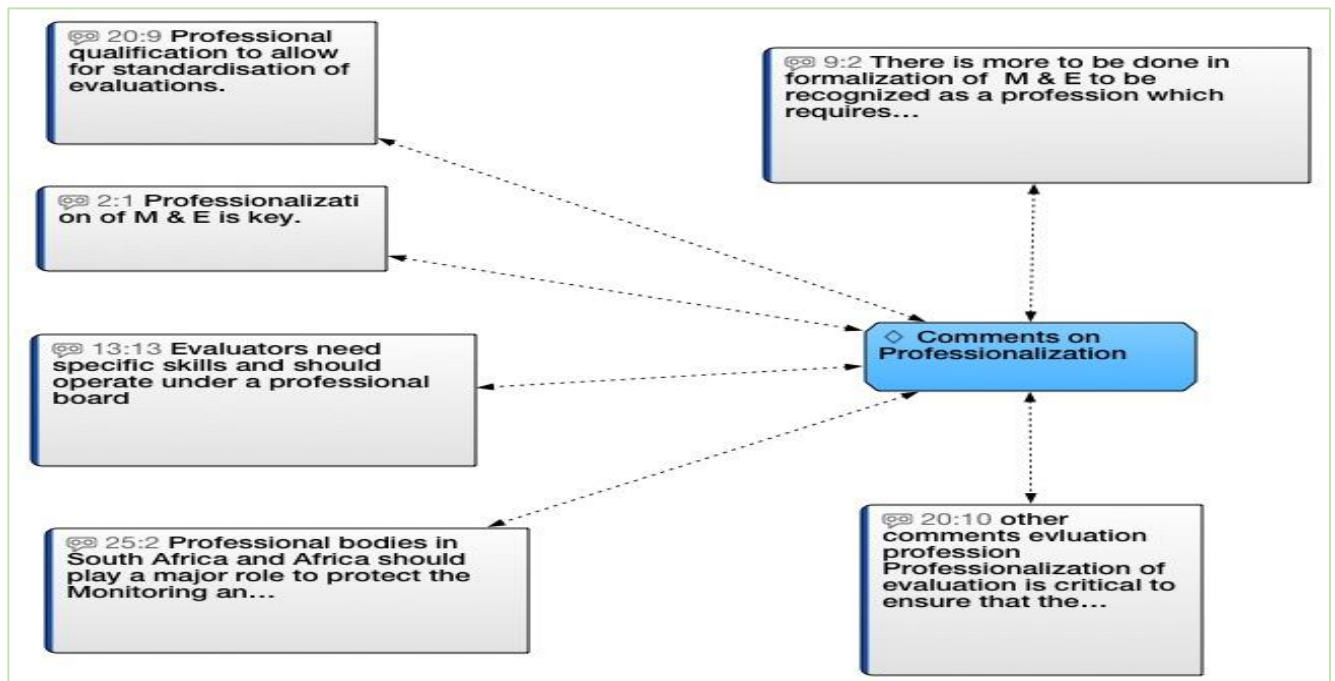 20:9 Professional
qualification to allow
for standardisation of
evaluations.
9:2 There is more to be done in
formalization of M & E to be
recognized as a profession which
requires...
2:1 Professionalizati
on of M & E is key.
13:13 Evaluators need
specific skills and should
operate under a professional
board
◇ Comments on
Professionalization
25:2 Professional bodies in
South Africa and Africa should
play a major role to protect the
Monitoring an...
20:10 other
comments evluation
profession
Professionalization of
evaluation is critical to
ensure that the...